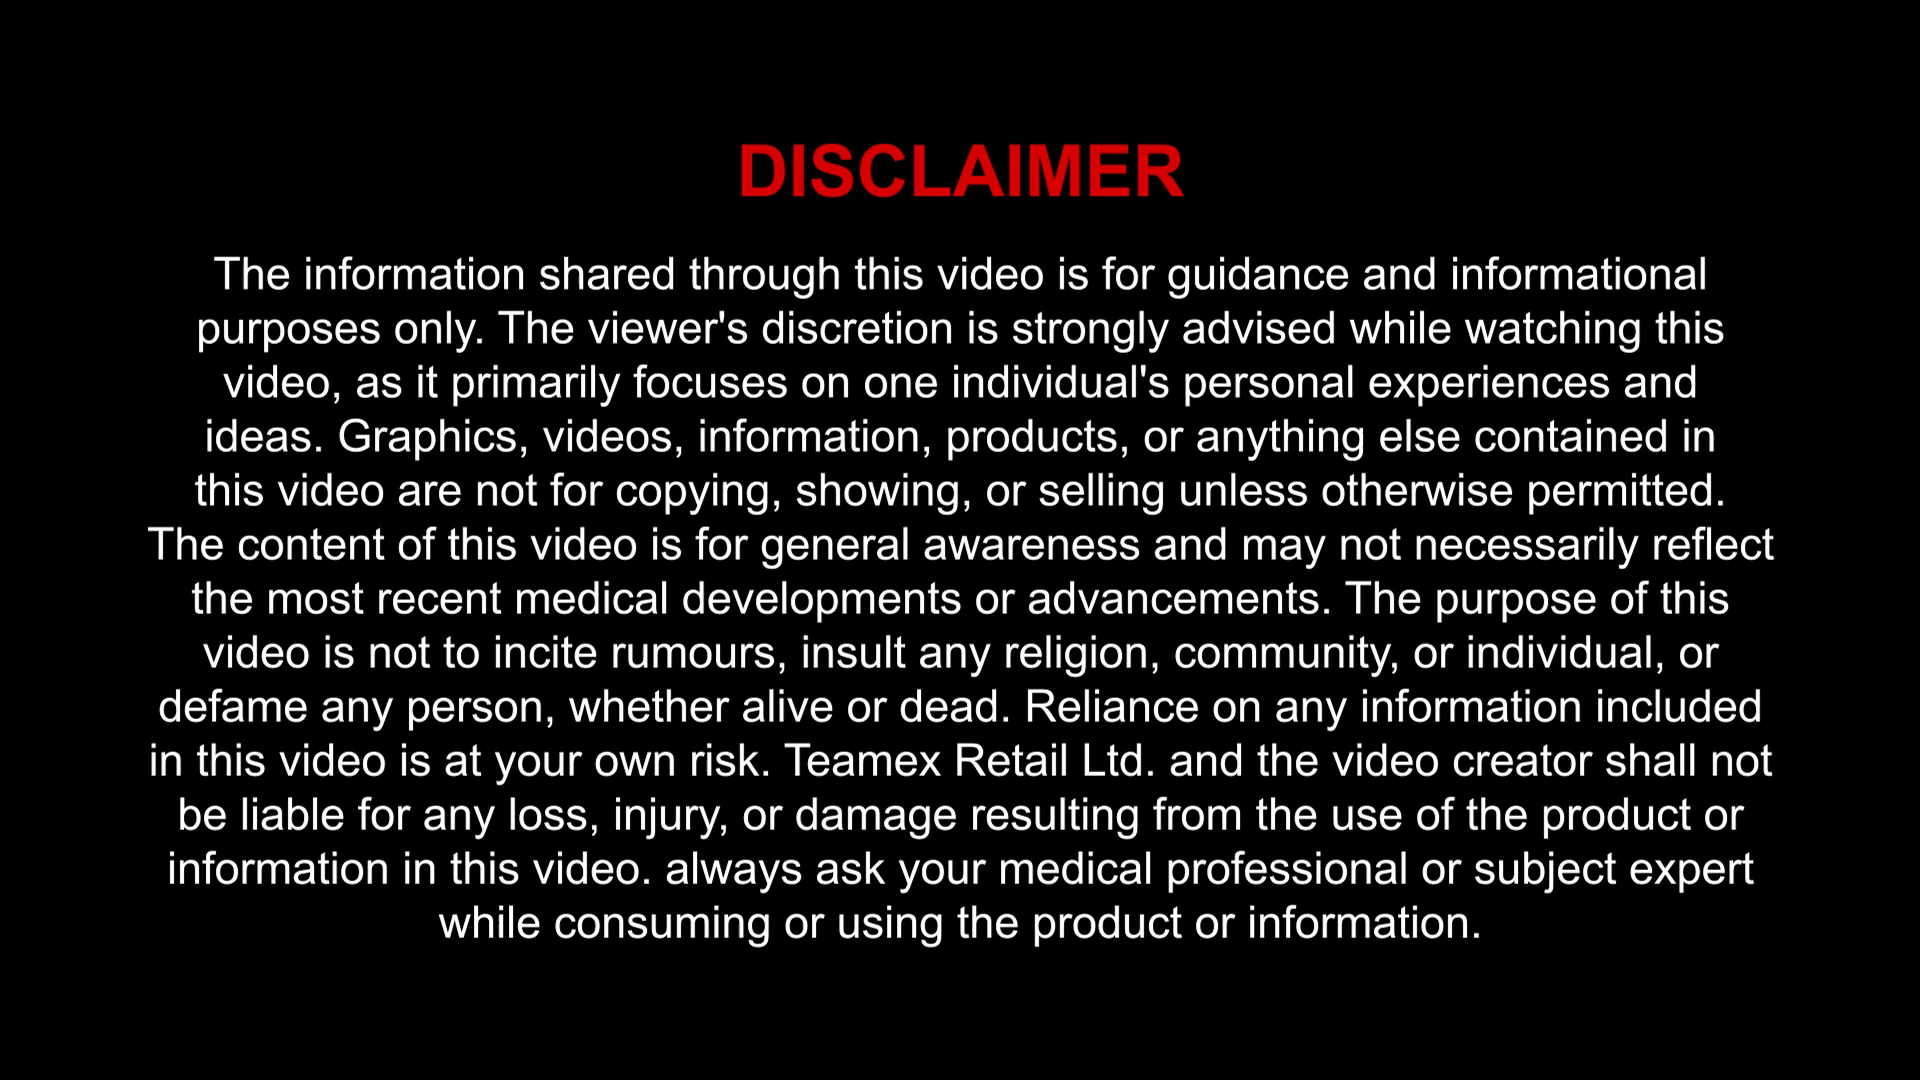 DISCLAIMER
The information shared through this video is for guidance and informational
purposes only. The viewer's discretion is strongly advised while watching this
video, as it primarily focuses on one individual's personal experiences and
ideas. Graphics, videos, information, products, or anything else contained in
this video are not for copying, showing, or selling unless otherwise permitted.
The content of this video is for general awareness and may not necessarily reflect
the most recent medical developments or advancements. The purpose of this
video is not to incite rumours, insult any religion, community, or individual, or
defame any person, whether alive or dead. Reliance on any information included
in this video is at your own risk. Teamex Retail Ltd. and the video creator shall not
be liable for any loss, injury, or damage resulting from the use of the product or
information in this video. always ask your medical professional or subject expert
while consuming or using the product or information.